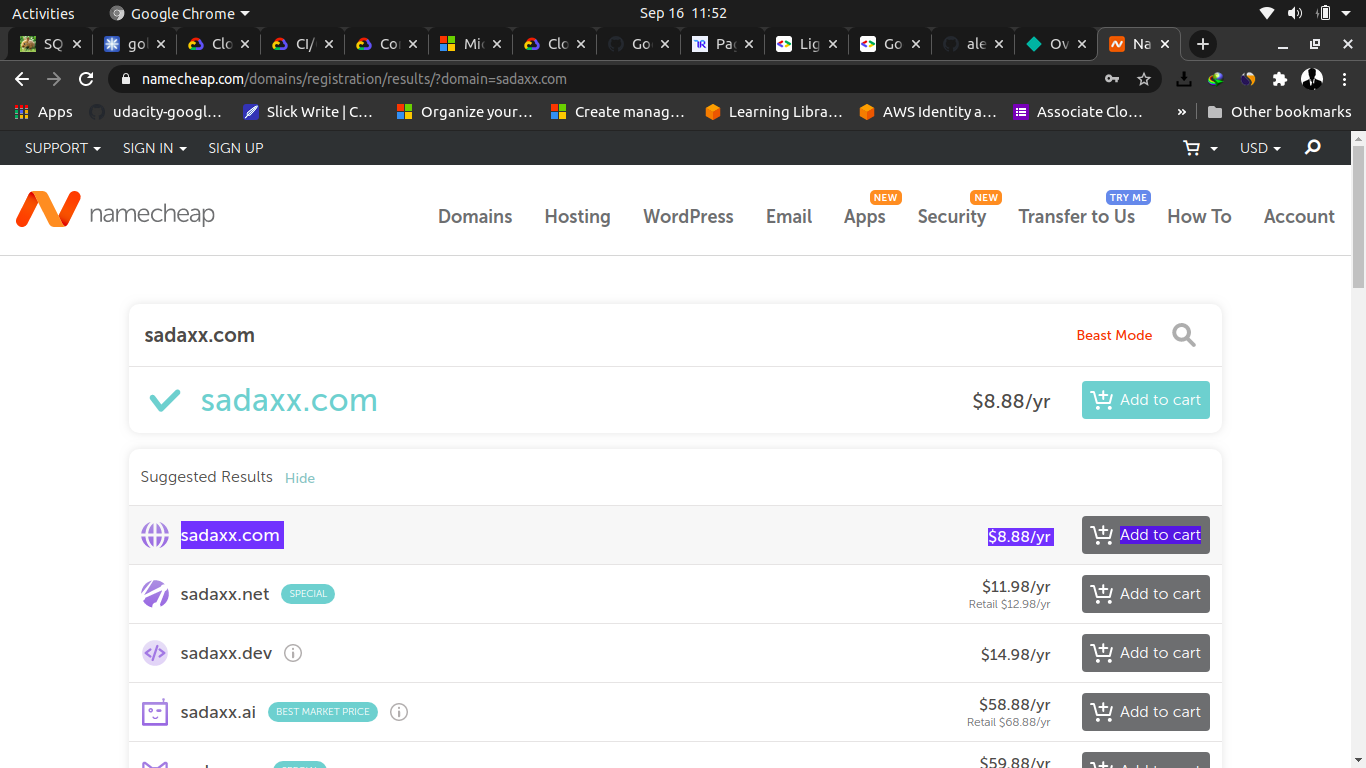 Activities Google Chrome Sep 16 11:52
SQ gol Clo CI/ Co Mic Clo Go Pa Lig Go ale Ov Na
namecheap.com/domains/registration/results/?domain=sadaxx.com
Apps udacity-googl... Slick Write | C... Organize your... Create manag... Learning Libra... AWS Identity a... Associate Clo... » Other bookmarks
SUPPORT SIGN IN SIGN UP USD
NEW NEW TRY ME
namecheap Domains Hosting WordPress Email Apps Security Transfer to Us How To Account
sadaxx.com Beast Mode
sadaxx.com $8.88/yr Add to cart
Suggested Results Hide
sadaxx.com $8.88/yr Add to cart
sadaxx.net SPECIAL $11.98/yr Add to cart
Retail $12.98/yr
sadaxx.dev $14.98/yr Add to cart
sadaxx.ai BEST MARKET PRICE $58.88/yr Add to cart
Retail $68.88/yr
$59.88/yr